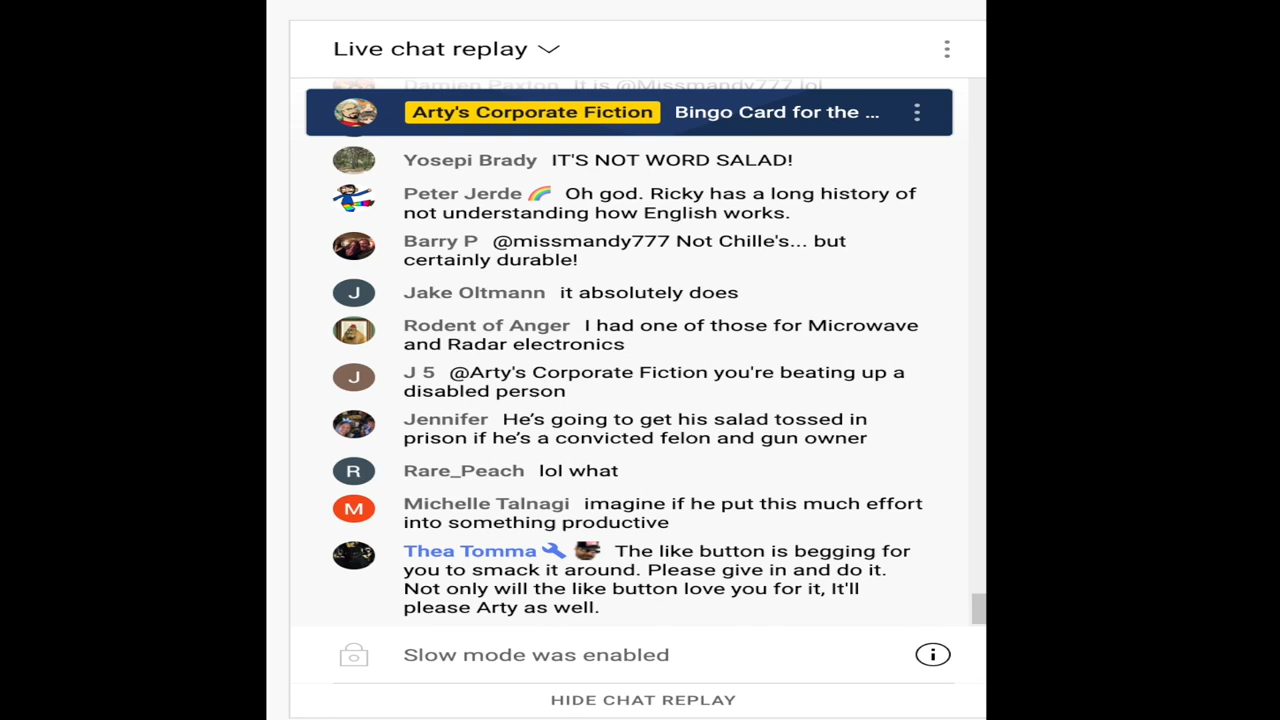 Live chat replay
Damien Paxton It is @Missmandy777 lol
Arty's Corporate Fiction Bingo Card for the ...
Yosepi Brady IT'S NOT WORD SALAD!
Peter Jerde 🌈 Oh god. Ricky has a long history of
not understanding how English works.
Barry P @missmandy777 Not Chille's... but
certainly durable!
J
Jake Oltmann it absolutely does
Rodent of Anger I had one of those for Microwave
and Radar electronics
J
J 5 @Arty's Corporate Fiction you're beating up a
disabled person
Jennifer He's going to get his salad tossed in
prison if he's a convicted felon and gun owner
R
Rare_Peach lol what
M
Michelle Talnagi imagine if he put this much effort
into something productive
Thea Tomma The like button is begging for
you to smack it around. Please give in and do it.
Not only will the like button love you for it, It'll
please Arty as well.
Slow mode was enabled
HIDE CHAT REPLAY